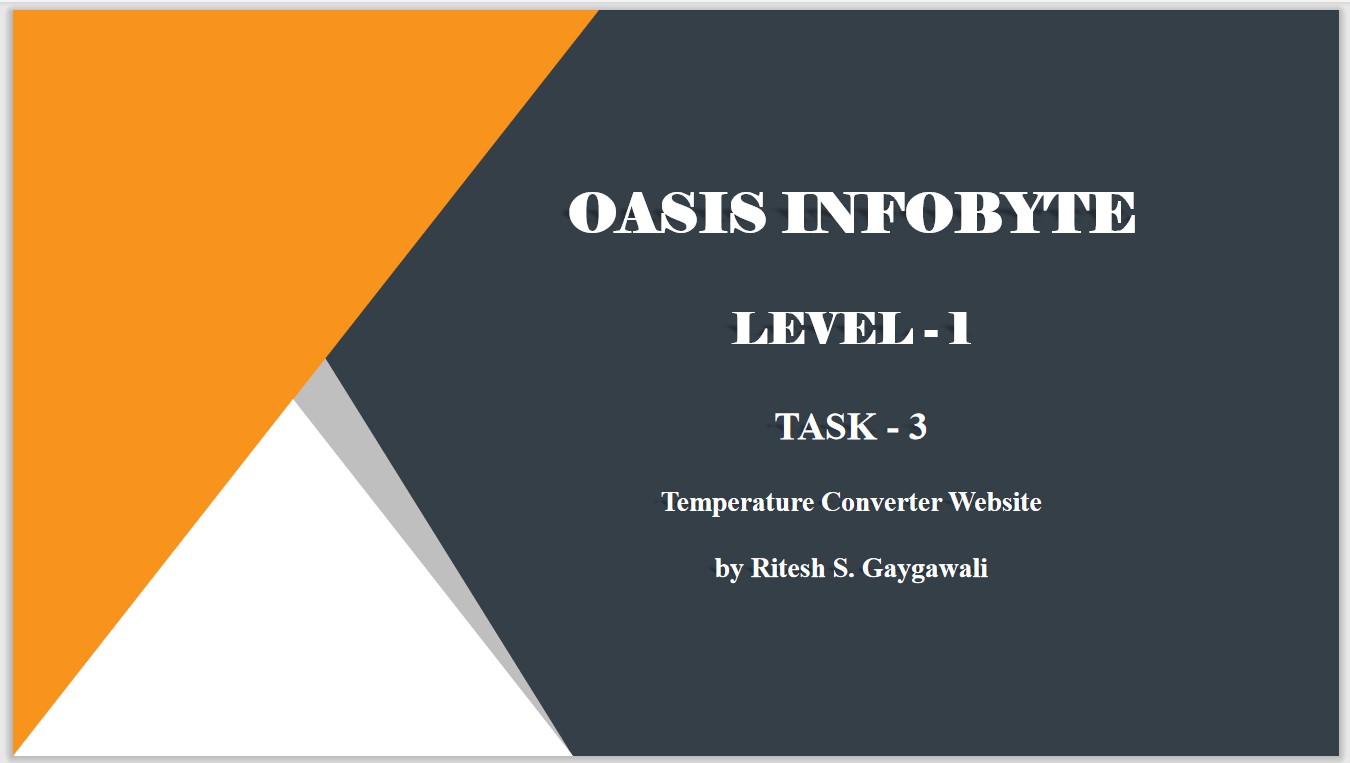 OASIS INFOBYTE
LEVEL - 1
TASK - 3
Temperature Converter Website
by Ritesh S. Gaygawali